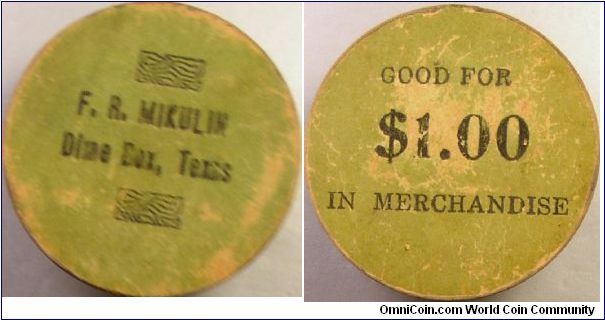 F. R. MIKULIN
Dime Box, Texas
GOOD FOR
$1.00
IN MERCHANDISE
OmniCoin.com World Coin Community